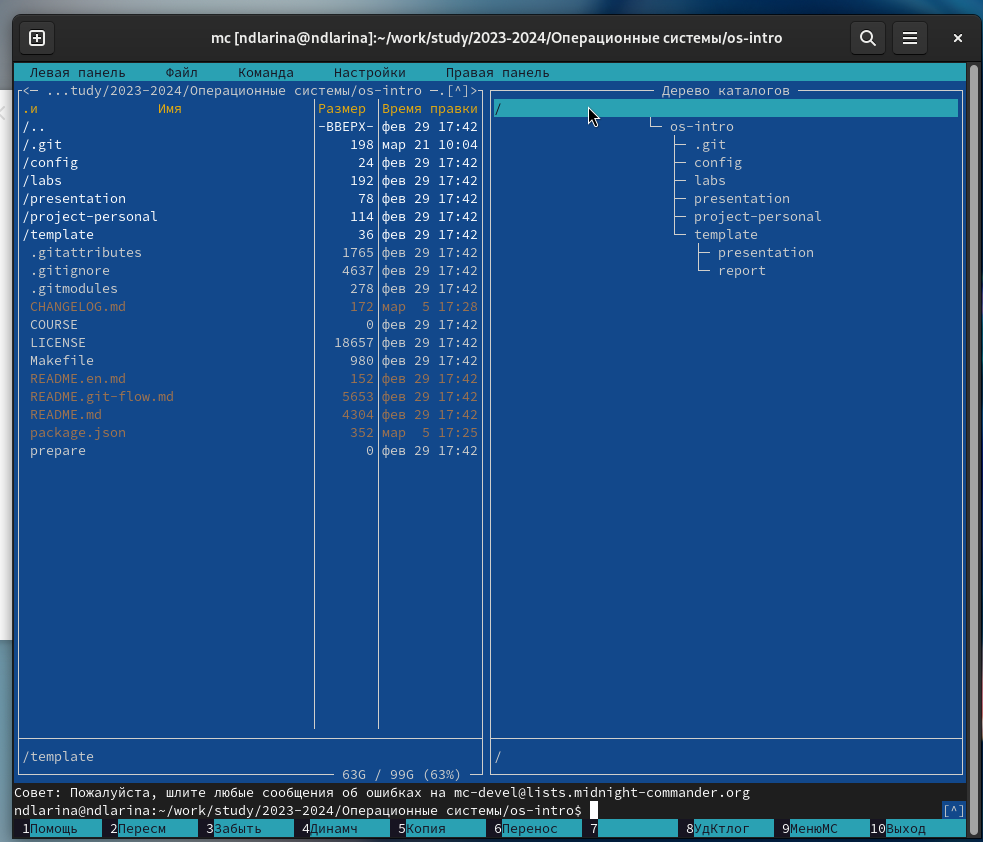 mc [ndlarina@ndlarina]:~/work/study/2023-2024/Операционные системы/os-intro
Левая панель Файл Команда Настройки Правая панель
<— ...tudy/2023-2024/Операционные системы/os-intro —.[^]>
.и Имя Размер Время правки
/.. -ВВЕРХ- фев 29 17:42
/.git 198 мар 21 10:04
/config 24 фев 29 17:42
/labs 192 фев 29 17:42
/presentation 78 фев 29 17:42
/project-personal 114 фев 29 17:42
/template 36 фев 29 17:42
.gitattributes 1765 фев 29 17:42
.gitignore 4637 фев 29 17:42
.gitmodules 278 фев 29 17:42
CHANGELOG.md 172 мар 5 17:28
COURSE 0 фев 29 17:42
LICENSE 18657 фев 29 17:42
Makefile 980 фев 29 17:42
README.en.md 152 фев 29 17:42
README.git-flow.md 5653 фев 29 17:42
README.md 4304 фев 29 17:42
package.json 352 мар 5 17:25
prepare 0 фев 29 17:42
/template
63G / 99G (63%)
Дерево каталогов
/
os-intro
.git
config
labs
presentation
project-personal
template
presentation
report
/
Совет: Пожалуйста, шлите любые сообщения об ошибках на mc-devel@lists.midnight-commander.org
ndlarina@ndlarina:~/work/study/2023-2024/Операционные системы/os-intro$ [^]
1Помощь 2Пересм 3Забыть 4Динамч 5Копия 6Перенос 7 8УдКтлог 9МенюМС 10Выход